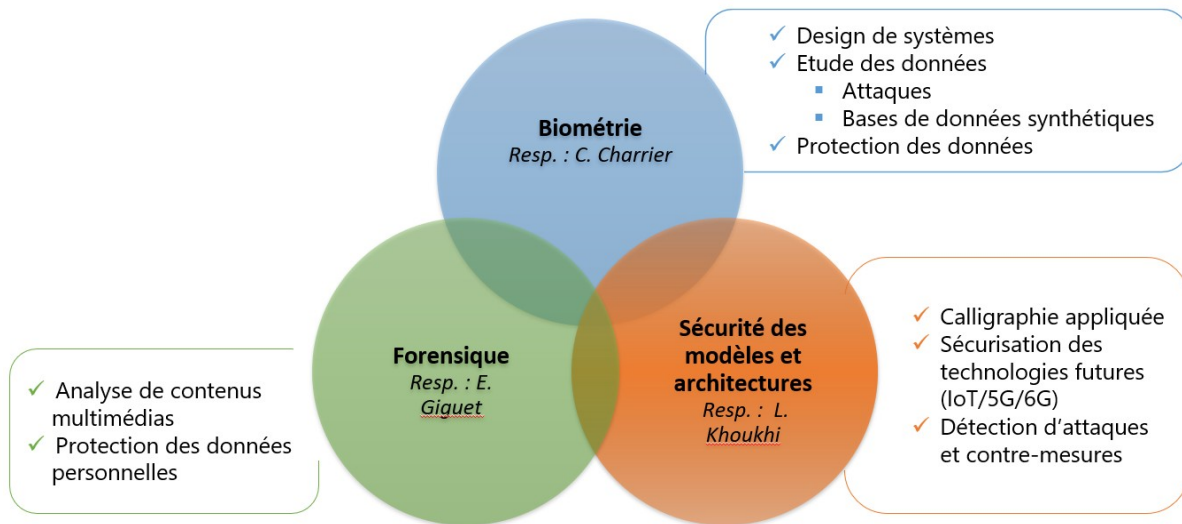 Biométrie
Resp. : C. Charrier
Design de systèmes
Etude des données
Attaques
Bases de données synthétiques
Protection des données
Forensique
Resp. : E.
Giguet
Analyse de contenus
multimédias
Protection des données
personnelles
Sécurité des
modèles et
architectures
Resp. : L.
Khoukhi
Calligraphie appliquée
Sécurisation des
technologies futures
(IoT/5G/6G)
Détection d'attaques
et contre-mesures